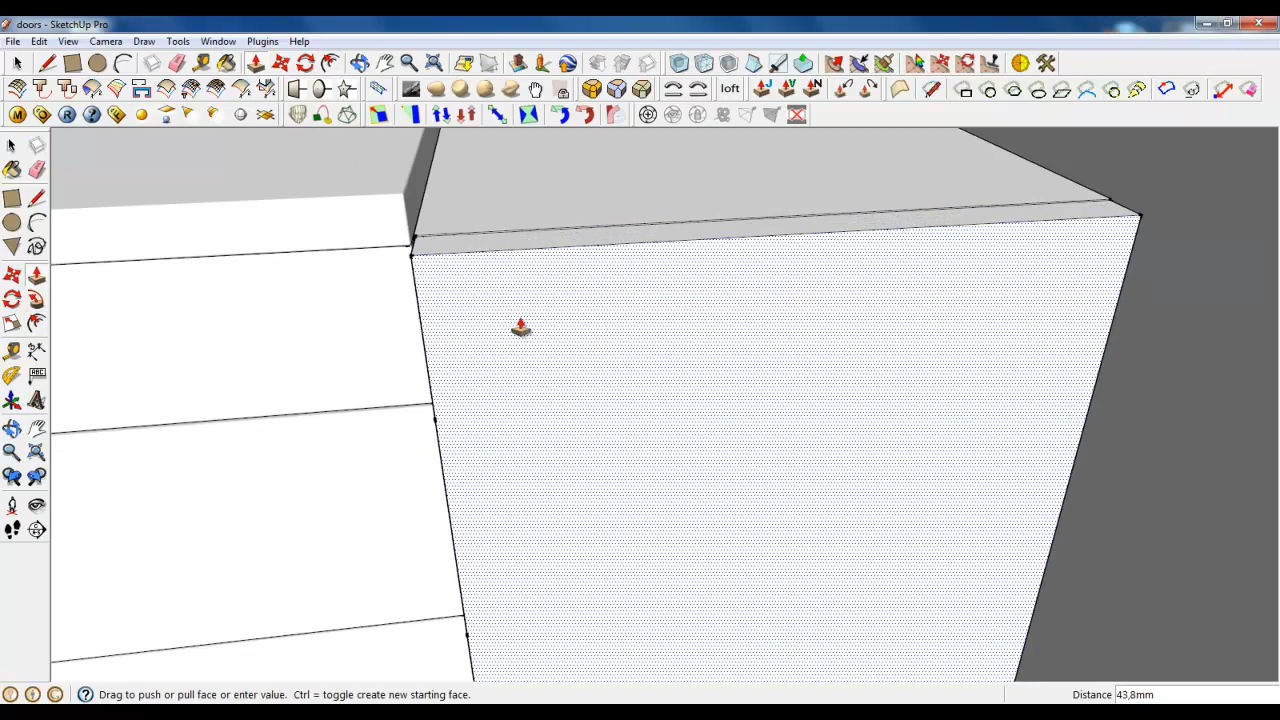 doors - SketchUp Pro
File Edit View Camera Draw Tools Window Plugins Help
loft
ABC
Drag to push or pull face or enter value. Ctrl = toggle create new starting face. Distance 43,8mm